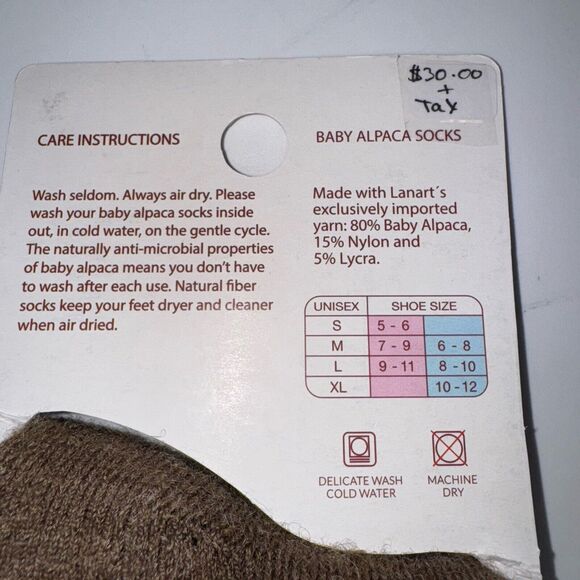 $30.00
+
Tax
CARE INSTRUCTIONS
Wash seldom. Always air dry. Please
wash your baby alpaca socks inside
out, in cold water, on the gentle cycle.
The naturally anti-microbial properties
of baby alpaca means you don't have
to wash after each use. Natural fiber
socks keep your feet dryer and cleaner
when air dried.
BABY ALPACA SOCKS
Made with Lanart´s
exclusively imported
yarn: 80% Baby Alpaca,
15% Nylon and
5% Lycra.
UNISEX SHOE SIZE
S 5 - 6
M 7 - 9 6 - 8
L 9 - 11 8 - 10
XL 10 - 12
DELICATE WASH
COLD WATER
MACHINE
DRY